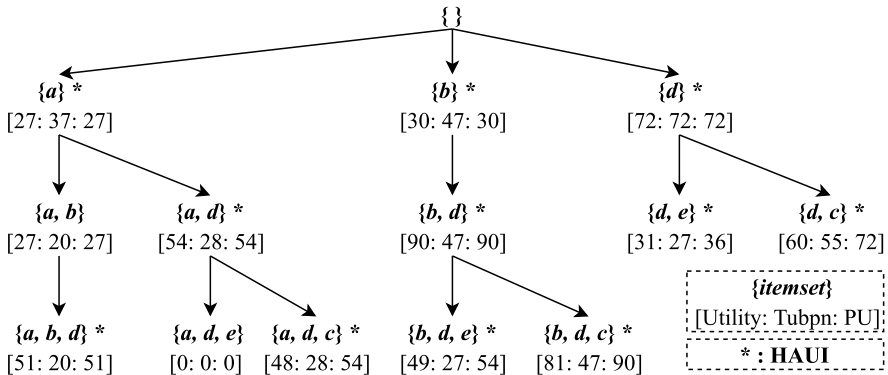 { }
{a} * {b} * {d} *
[27: 37: 27] [30: 47: 30] [72: 72: 72]
{a, b} {a, d} * {b, d} * {d, e} * {d, c} *
[27: 20: 27] [54: 28: 54] [90: 47: 90] [31: 27: 36] [60: 55: 72]
{itemset}
[Utility: Tubpn: PU]
* : HAUI
{a, b, d} * {a, d, e} {a, d, c} * {b, d, e} * {b, d, c} *
[51: 20: 51] [0: 0: 0] [48: 28: 54] [49: 27: 54] [81: 47: 90]